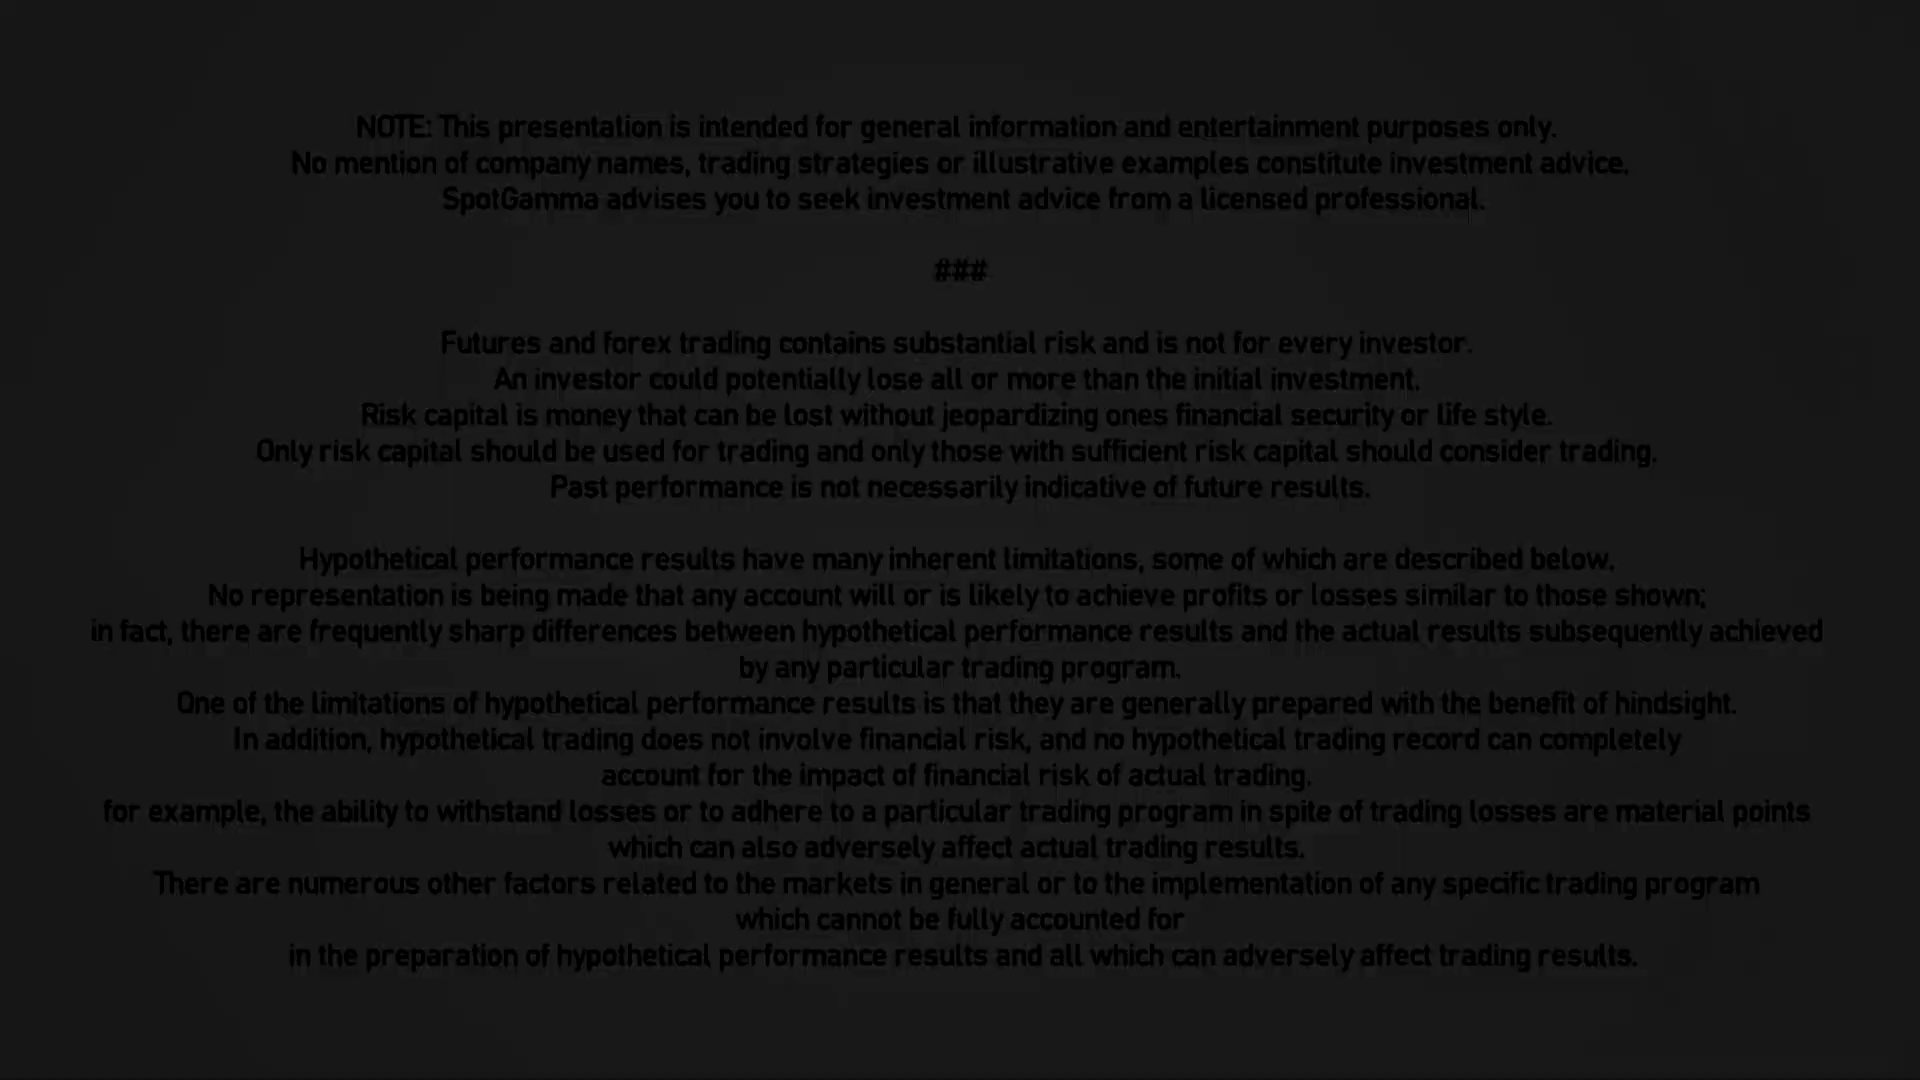 NOTE: This presentation is intended for general information and entertainment purposes only.
No mention of company names, trading strategies or illustrative examples constitute investment advice.
SpotGamma advises you to seek investment advice from a licensed professional.
###
Futures and forex trading contains substantial risk and is not for every investor.
An investor could potentially lose all or more than the initial investment.
Risk capital is money that can be lost without jeopardizing ones financial security or life style.
Only risk capital should be used for trading and only those with sufficient risk capital should consider trading.
Past performance is not necessarily indicative of future results.
Hypothetical performance results have many inherent limitations, some of which are described below.
No representation is being made that any account will or is likely to achieve profits or losses similar to those shown;
in fact, there are frequently sharp differences between hypothetical performance results and the actual results subsequently achieved
by any particular trading program.
One of the limitations of hypothetical performance results is that they are generally prepared with the benefit of hindsight.
In addition, hypothetical trading does not involve financial risk, and no hypothetical trading record can completely
account for the impact of financial risk of actual trading.
for example, the ability to withstand losses or to adhere to a particular trading program in spite of trading losses are material points
which can also adversely affect actual trading results.
There are numerous other factors related to the markets in general or to the implementation of any specific trading program
which cannot be fully accounted for
in the preparation of hypothetical performance results and all which can adversely affect trading results.